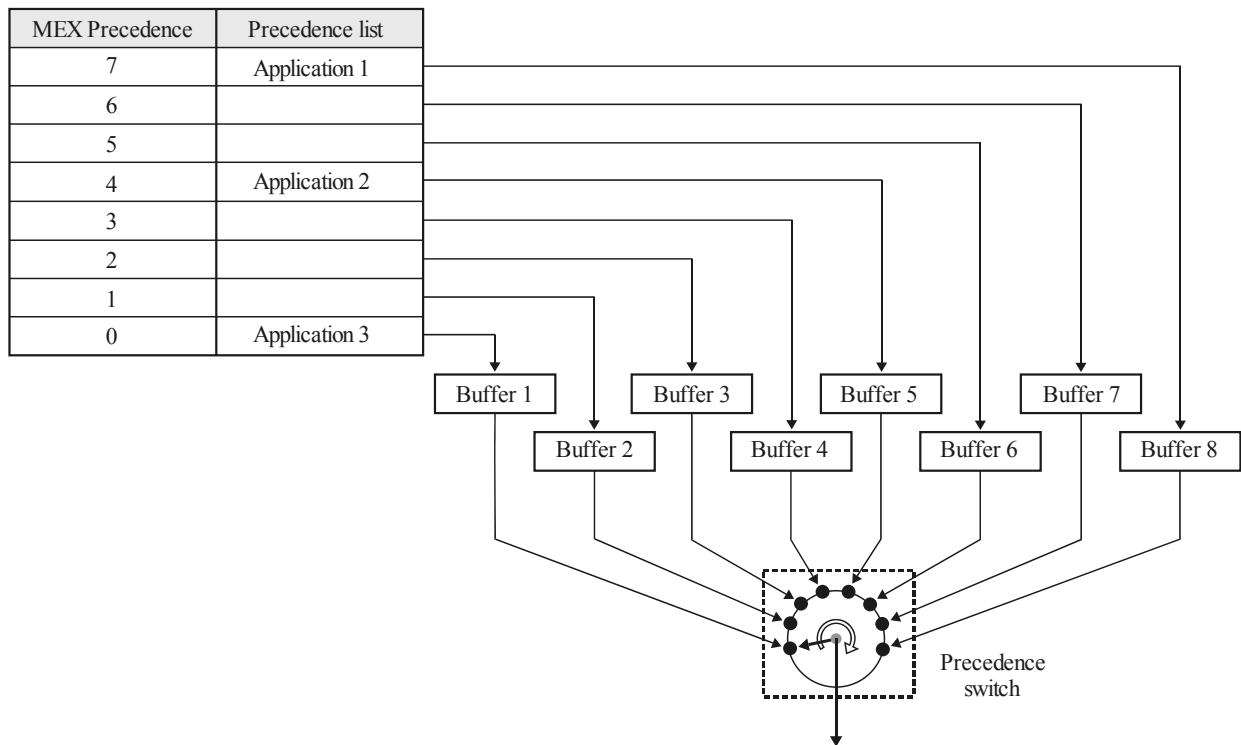 MEX Precedence Precedence list
7 Application 1
6
5
4 Application 2
3
2
1
0 Application 3
Buffer 1 Buffer 3 Buffer 5 Buffer 7
Buffer 2 Buffer 4 Buffer 6 Buffer 8
Precedence
switch